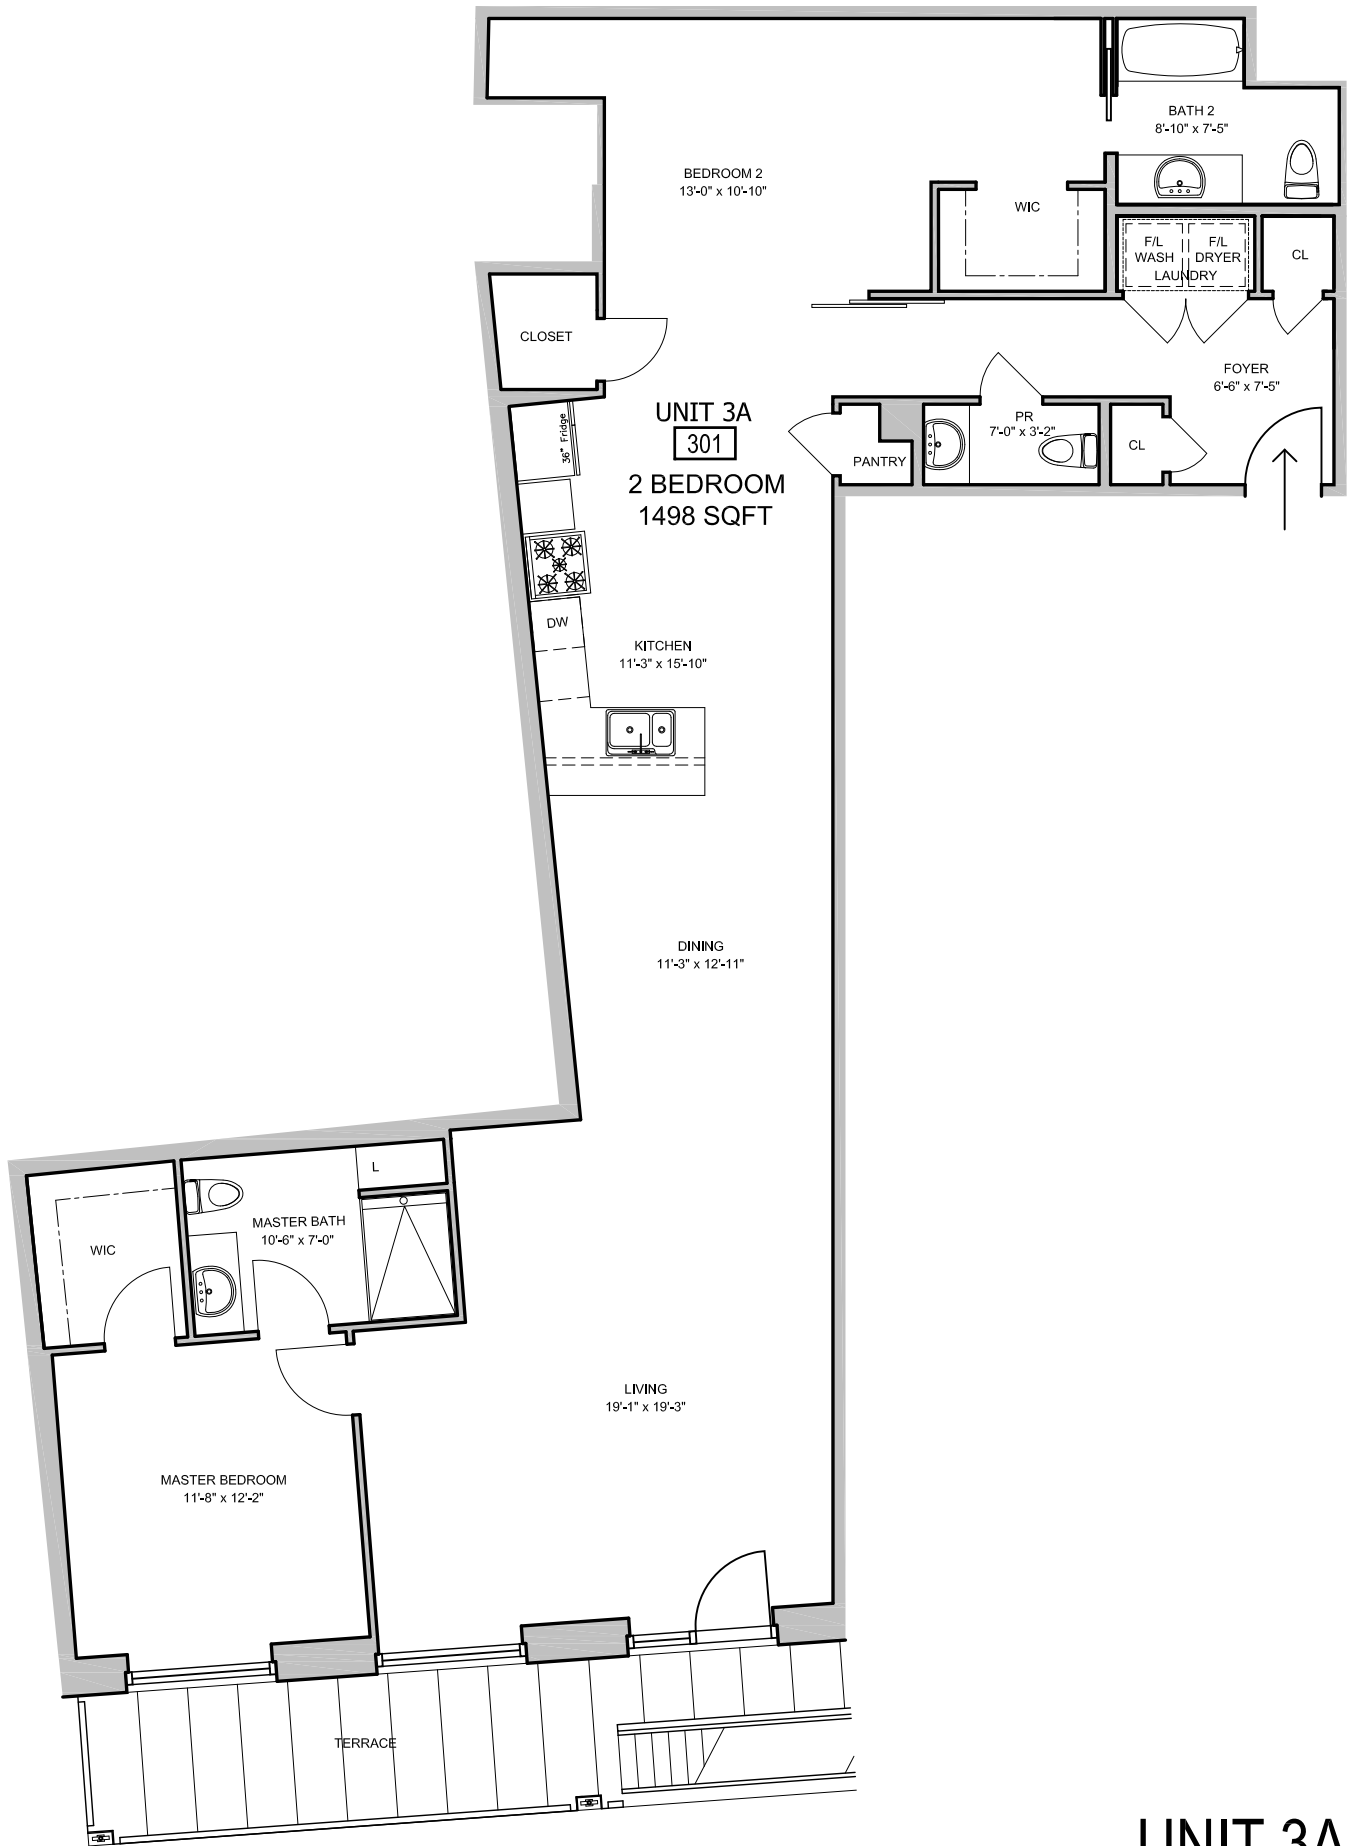 BATH 2
8'-10" x 7'-5"
BEDROOM 2
13'-0" x 10'-10"
WIC
F/L
WASH
F/L
DRYER
LAUNDRY
CL
CLOSET
FOYER
6'-6" x 7'-5"
36" Fridge
UNIT 3A
301
2 BEDROOM
1498 SQFT
PR
7'-0" x 3'-2"
CL
PANTRY
DW
KITCHEN
11'-3" x 15'-10"
DINING
11'-3" x 12'-11"
L
MASTER BATH
10'-6" x 7'-0"
WIC
LIVING
19'-1" x 19'-3"
MASTER BEDROOM
11'-8" x 12'-2"
TERRACE
UNIT 3A